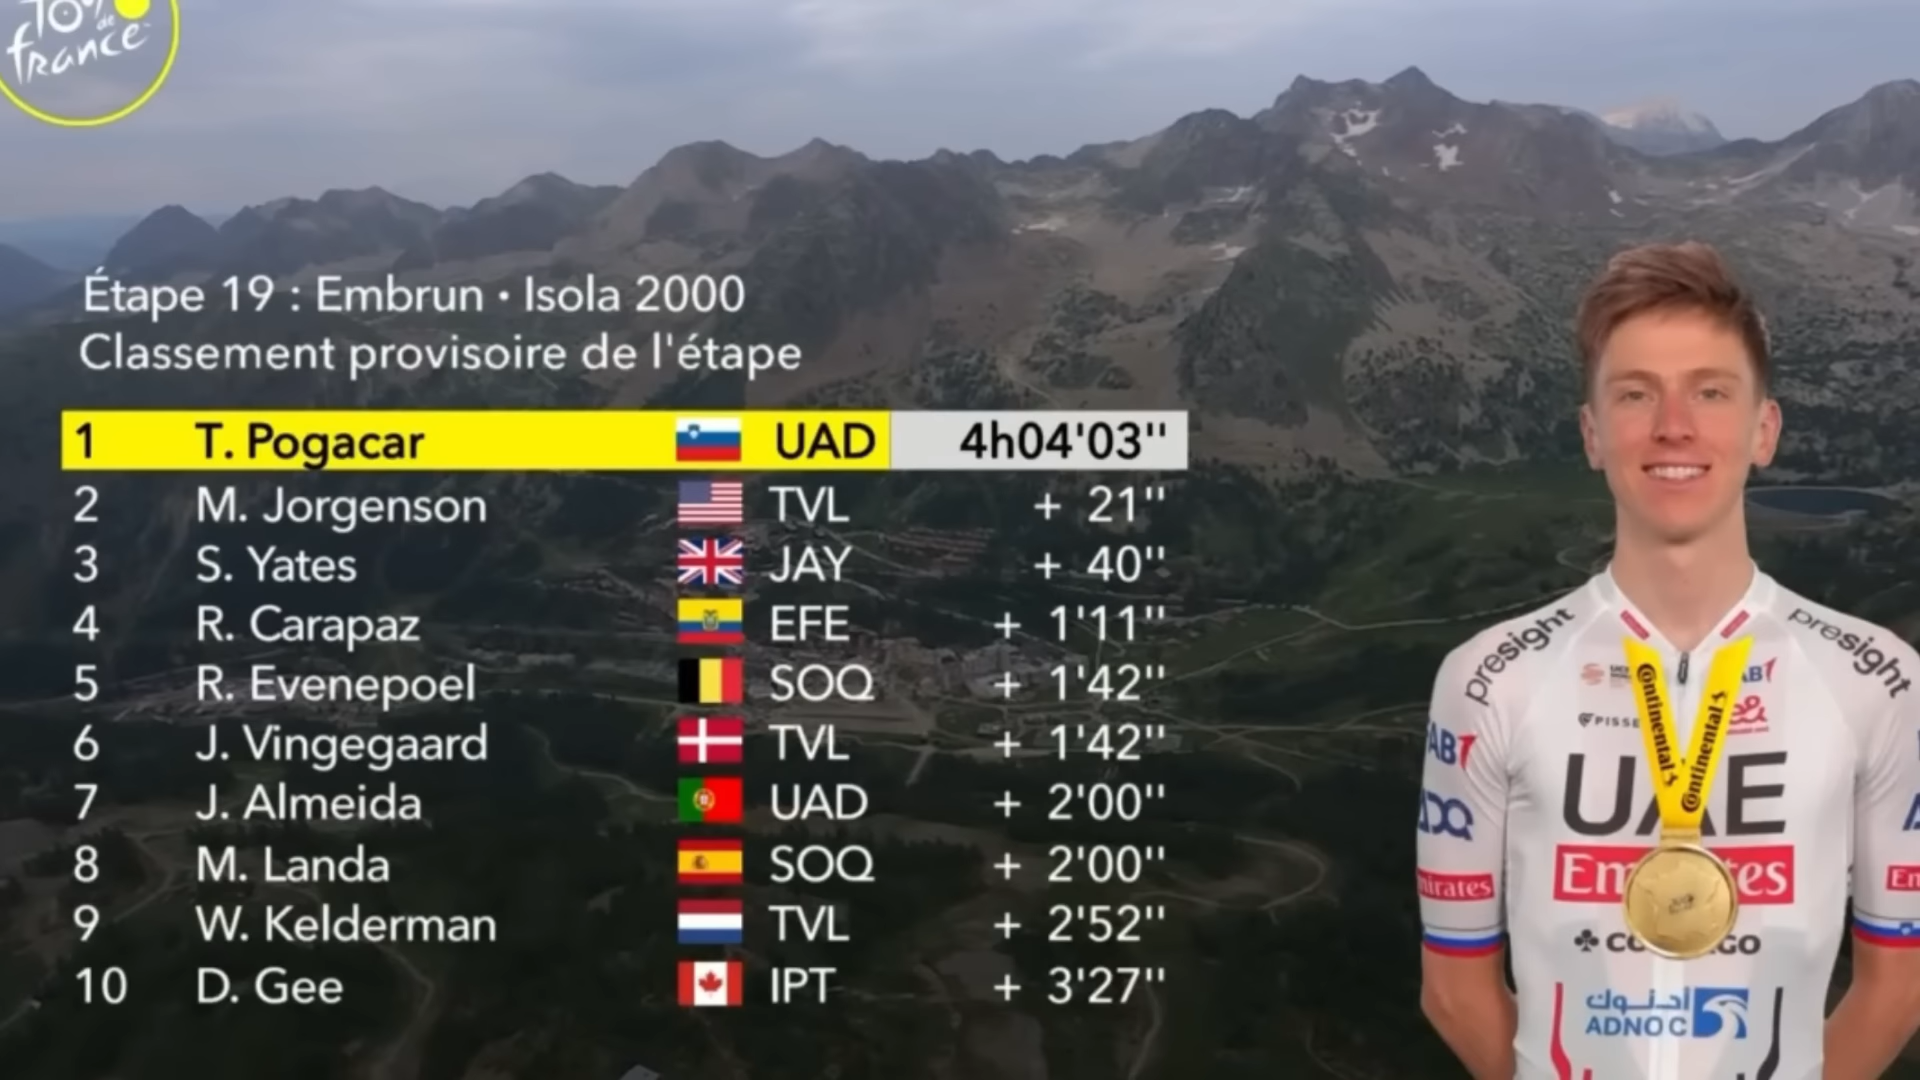 TOUR
de
france
Étape 19 : Embrun • Isola 2000
Classement provisoire de l'étape
1 T. Pogacar UAD 4h04'03''
2 M. Jorgenson TVL + 21''
3 S. Yates JAY + 40''
4 R. Carapaz EFE + 1'11''
5 R. Evenepoel SOQ + 1'42''
6 J. Vingegaard TVL + 1'42''
7 J. Almeida UAD + 2'00''
8 M. Landa SOQ + 2'00''
9 W. Kelderman TVL + 2'52''
10 D. Gee IPT + 3'27''
presight presight
Continental Continental
UAE
Emirates
أدنوك
ADNOC